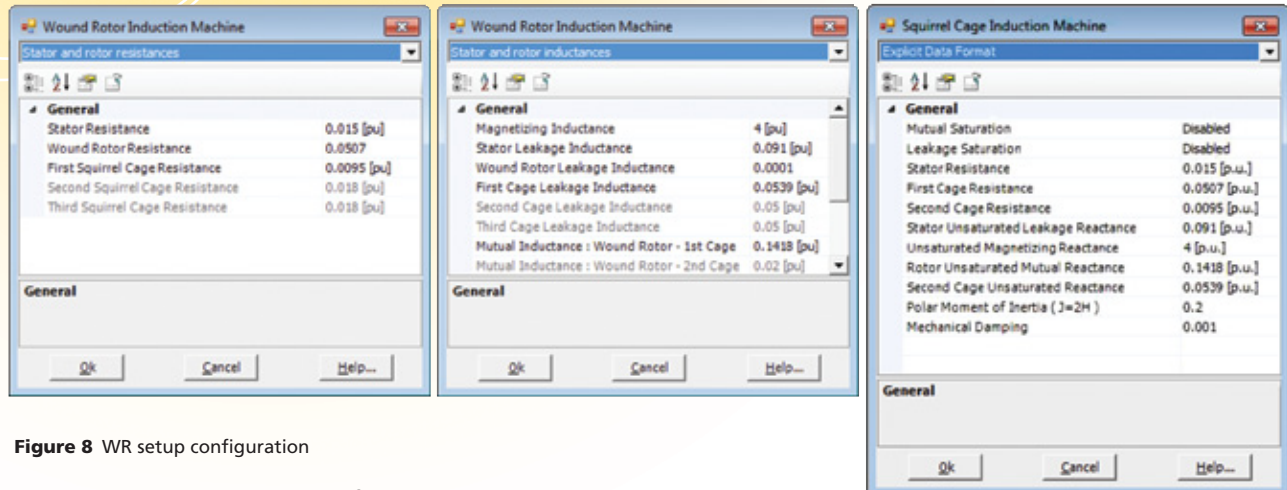 Wound Rotor Induction Machine
Stator and rotor resistances
General
Stator Resistance 0.015 [pu]
Wound Rotor Resistance 0.0507
First Squirrel Cage Resistance 0.0095 [pu]
Second Squirrel Cage Resistance 0.018 [pu]
Third Squirrel Cage Resistance 0.018 [pu]
General
Ok Cancel Help...
Wound Rotor Induction Machine
Stator and rotor inductances
General
Magnetizing Inductance 4 [pu]
Stator Leakage Inductance 0.091 [pu]
Wound Rotor Leakage Inductance 0.0001
First Cage Leakage Inductance 0.0539 [pu]
Second Cage Leakage Inductance 0.05 [pu]
Third Cage Leakage Inductance 0.05 [pu]
Mutual Inductance : Wound Rotor - 1st Cage 0.1418 [pu]
Mutual Inductance : Wound Rotor - 2nd Cage 0.02 [pu]
General
Ok Cancel Help...
Squirrel Cage Induction Machine
Explicit Data Format
General
Mutual Saturation Disabled
Leakage Saturation Disabled
Stator Resistance 0.015 [p.u.]
First Cage Resistance 0.0507 [p.u.]
Second Cage Resistance 0.0095 [p.u.]
Stator Unsaturated Leakage Reactance 0.091 [p.u.]
Unsaturated Magnetizing Reactance 4 [p.u.]
Rotor Unsaturated Mutual Reactance 0.1418 [p.u.]
Second Cage Unsaturated Reactance 0.0539 [p.u.]
Polar Moment of Inertia ( J=2H ) 0.2
Mechanical Damping 0.001
General
Ok Cancel Help...
Figure 8 WR setup configuration